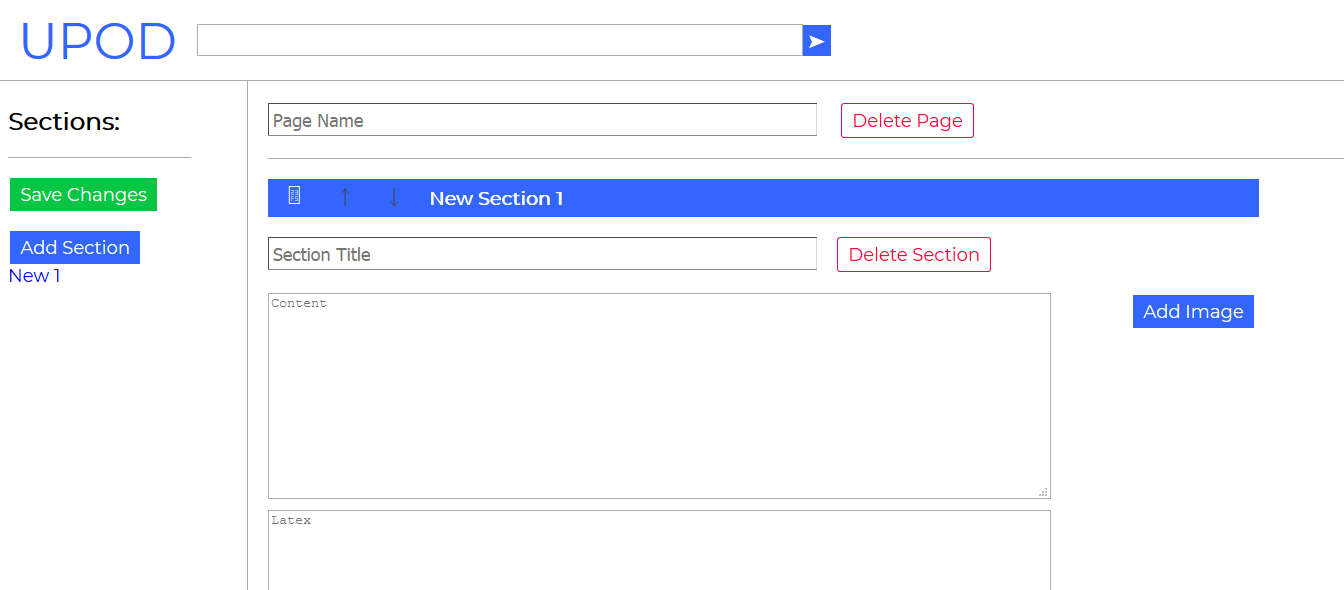 UPOD
➤
Sections:
Page Name
Delete Page
Save Changes
↑ ↓ New Section 1
Add Section
Section Title
Delete Section
New 1
Content
Add Image
Latex